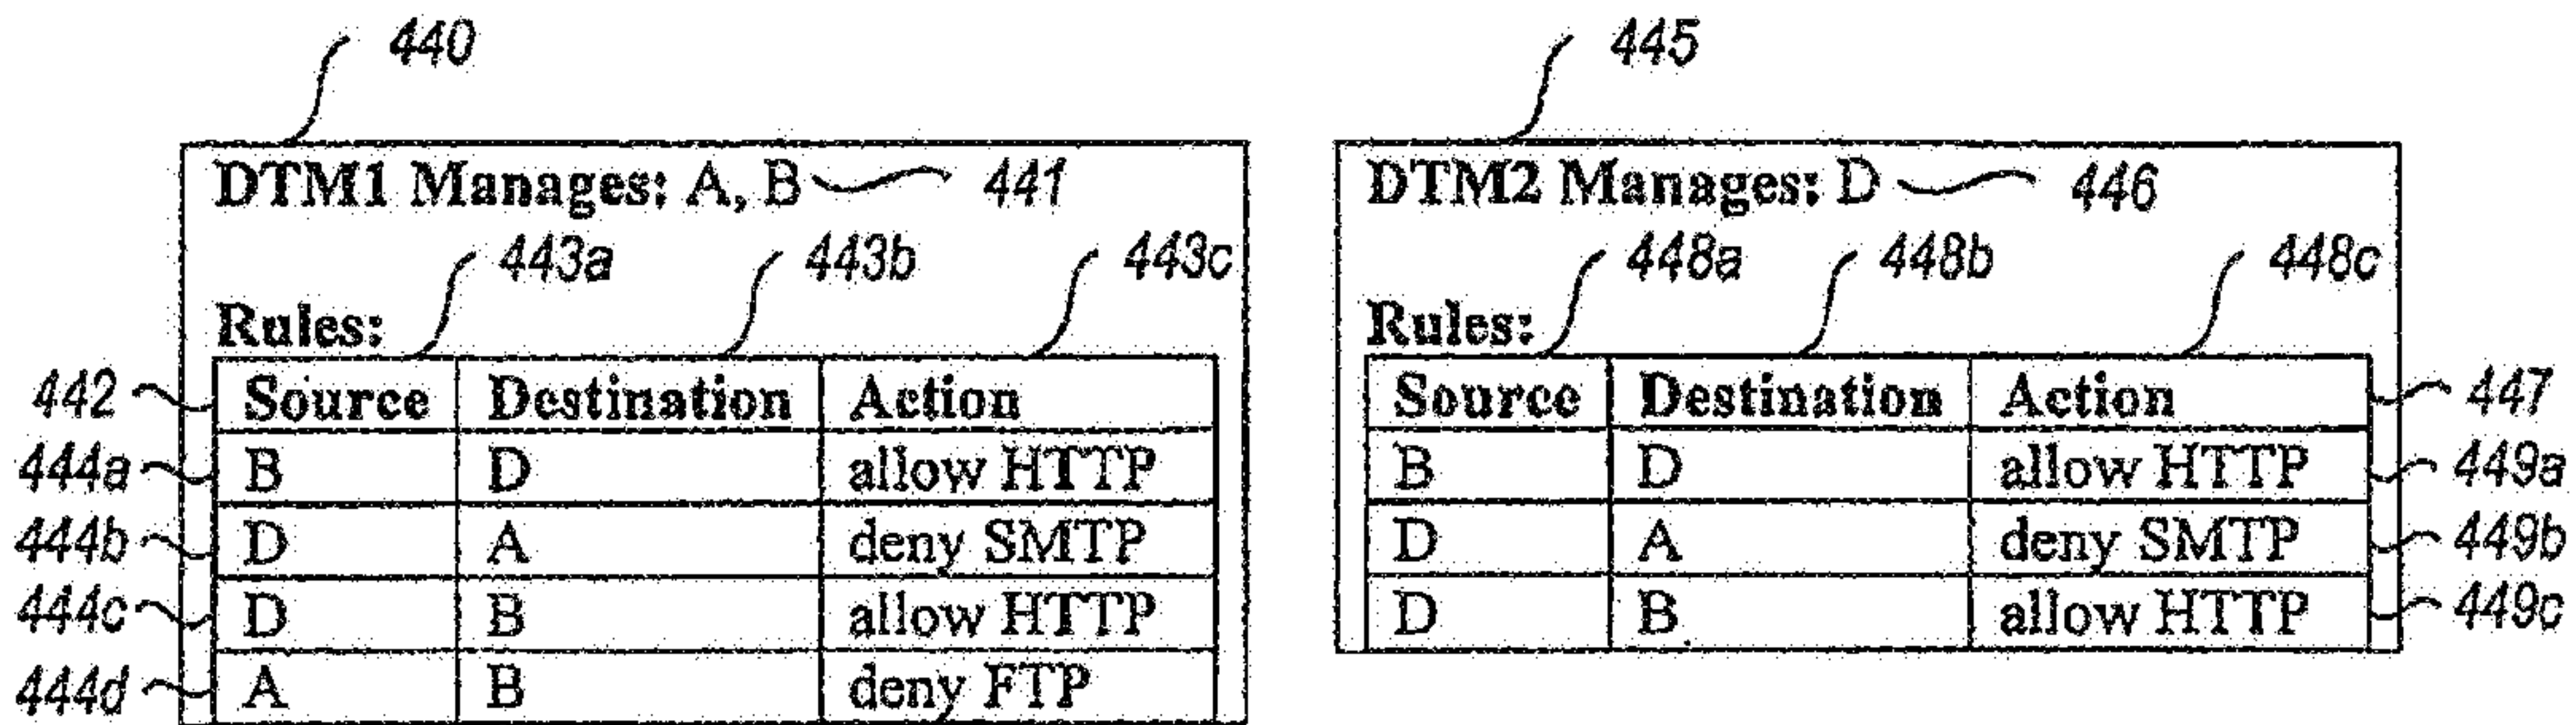 440
445
DTM1 Manages: A, B 441
DTM2 Manages: D 446
443a 443b 443c
448a 448b 448c
Rules:
Rules:
442 Source Destination Action
Source Destination Action 447
444a B D allow HTTP
B D allow HTTP 449a
444b D A deny SMTP
D A deny SMTP 449b
444c D B allow HTTP
D B allow HTTP 449c
444d A B deny FTP